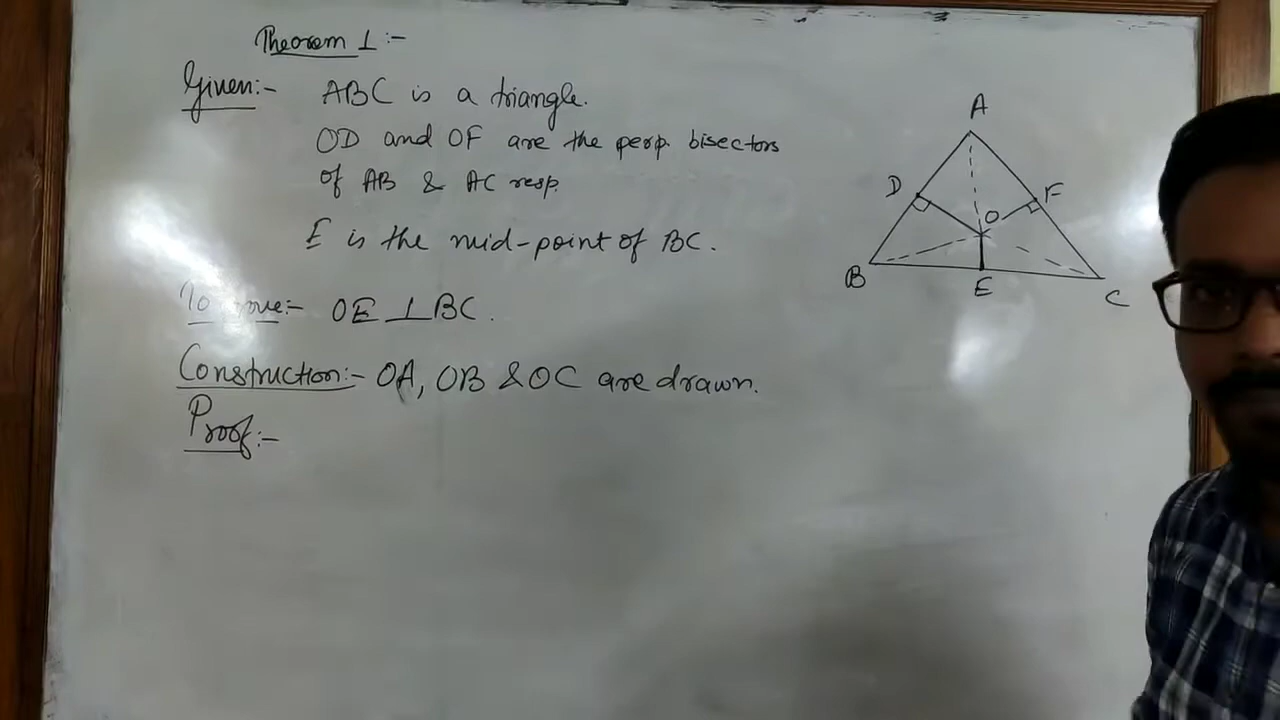 Theorem 1:-
Given:- ABC is a triangle.
OD and OF are the perp. bisectors
of AB & AC resp.
E is the mid-point of BC.
To :- OE ⊥ BC.
Construction:- OA, OB & OC are drawn.
Proof:-
A
D
F
O
B
E
C